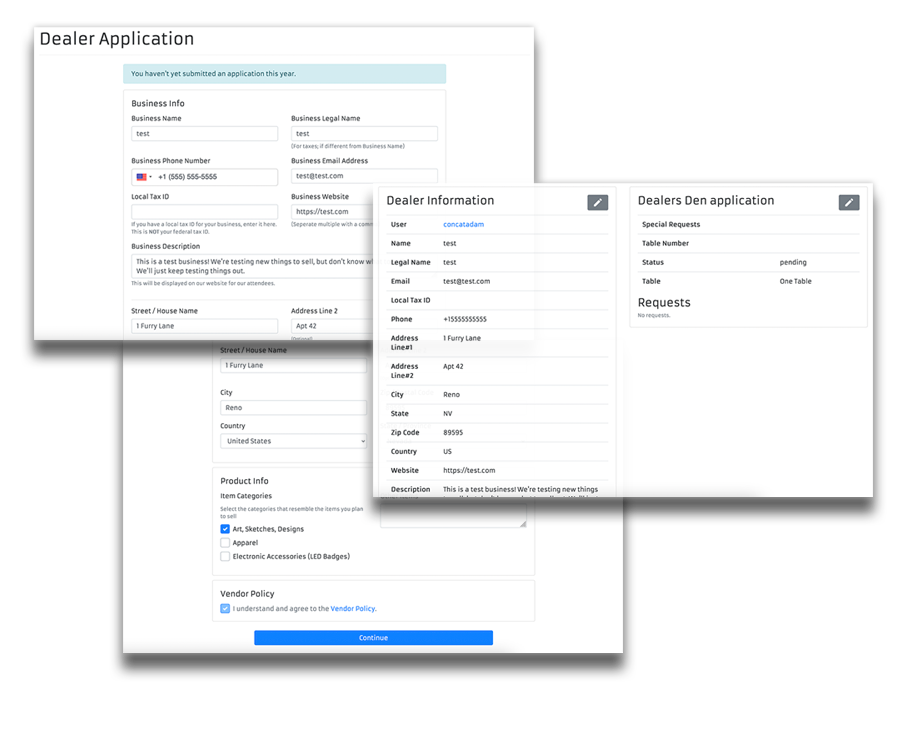 Dealer Application
You haven't yet submitted an application this year.
Business Info
Business Name
Business Legal Name
test
test
(For taxes; if different from Business Name)
Business Phone Number
Business Email Address
+1 (555) 555-5555
test@test.com
Local Tax ID
Business Website
https://test.com
If you have a local tax ID for your business, enter it here.
This is NOT your federal tax ID.
(Seperate multiple with a
Business Description
This is a test business! We're testing new things to sell, but don't know
We'll just keep testing things out.
This will be displayed on our website for our attendees.
Street / House Name
Address Line 2
1 Furry Lane
Apt 42
(Optional)
Dealer Information
User concatadam
Name test
Legal Name test
Email test@test.com
Local Tax ID
Phone +15555555555
Address
Line#1
1 Furry Lane
Address
Line#2
Apt 42
City Reno
State NV
Zip Code 89595
Country US
Website https://test.com
Description This is a test business! We're testing new things
Dealers Den application
Special Requests
Table Number
Status pending
Table One Table
Requests
No requests.
Street / House Name
1 Furry Lane
City
Reno
Country
United States
Product Info
Item Categories
Select the categories that resemble the items you plan
to sell
Art, Sketches, Designs
Apparel
Electronic Accessories (LED Badges)
Vendor Policy
I understand and agree to the Vendor Policy.
Continue